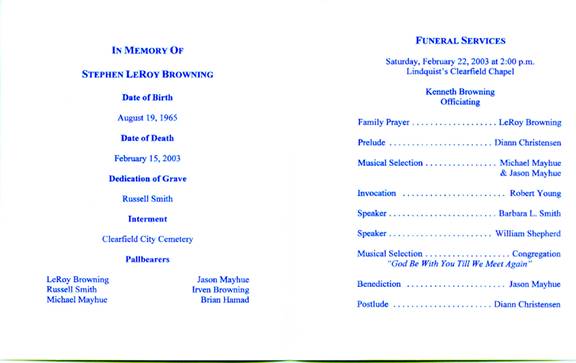 IN MEMORY OF
STEPHEN LEROY BROWNING
Date of Birth
August 19, 1965
Date of Death
February 15, 2003
Dedication of Grave
Russell Smith
Interment
Clearfield City Cemetery
Pallbearers
LeRoy Browning Jason Mayhue
Russell Smith Irven Browning
Michael Mayhue Brian Hamad
FUNERAL SERVICES
Saturday, February 22, 2003 at 2:00 p.m.
Lindquist's Clearfield Chapel
Kenneth Browning
Officiating
Family Prayer . . . . . . . . . . . . . . . . . . . . LeRoy Browning
Prelude . . . . . . . . . . . . . . . . . . . . . . . . Diann Christensen
Musical Selection . . . . . . . . . . . . . . . . . Michael Mayhue
& Jason Mayhue
Invocation . . . . . . . . . . . . . . . . . . . . . . . . Robert Young
Speaker . . . . . . . . . . . . . . . . . . . . . . . . . Barbara L. Smith
Speaker . . . . . . . . . . . . . . . . . . . . . . . . William Shepherd
Musical Selection . . . . . . . . . . . . . . . . . . . . Congregation
"God Be With You Till We Meet Again"
Benediction . . . . . . . . . . . . . . . . . . . . . . . Jason Mayhue
Postlude . . . . . . . . . . . . . . . . . . . . . . . Diann Christensen